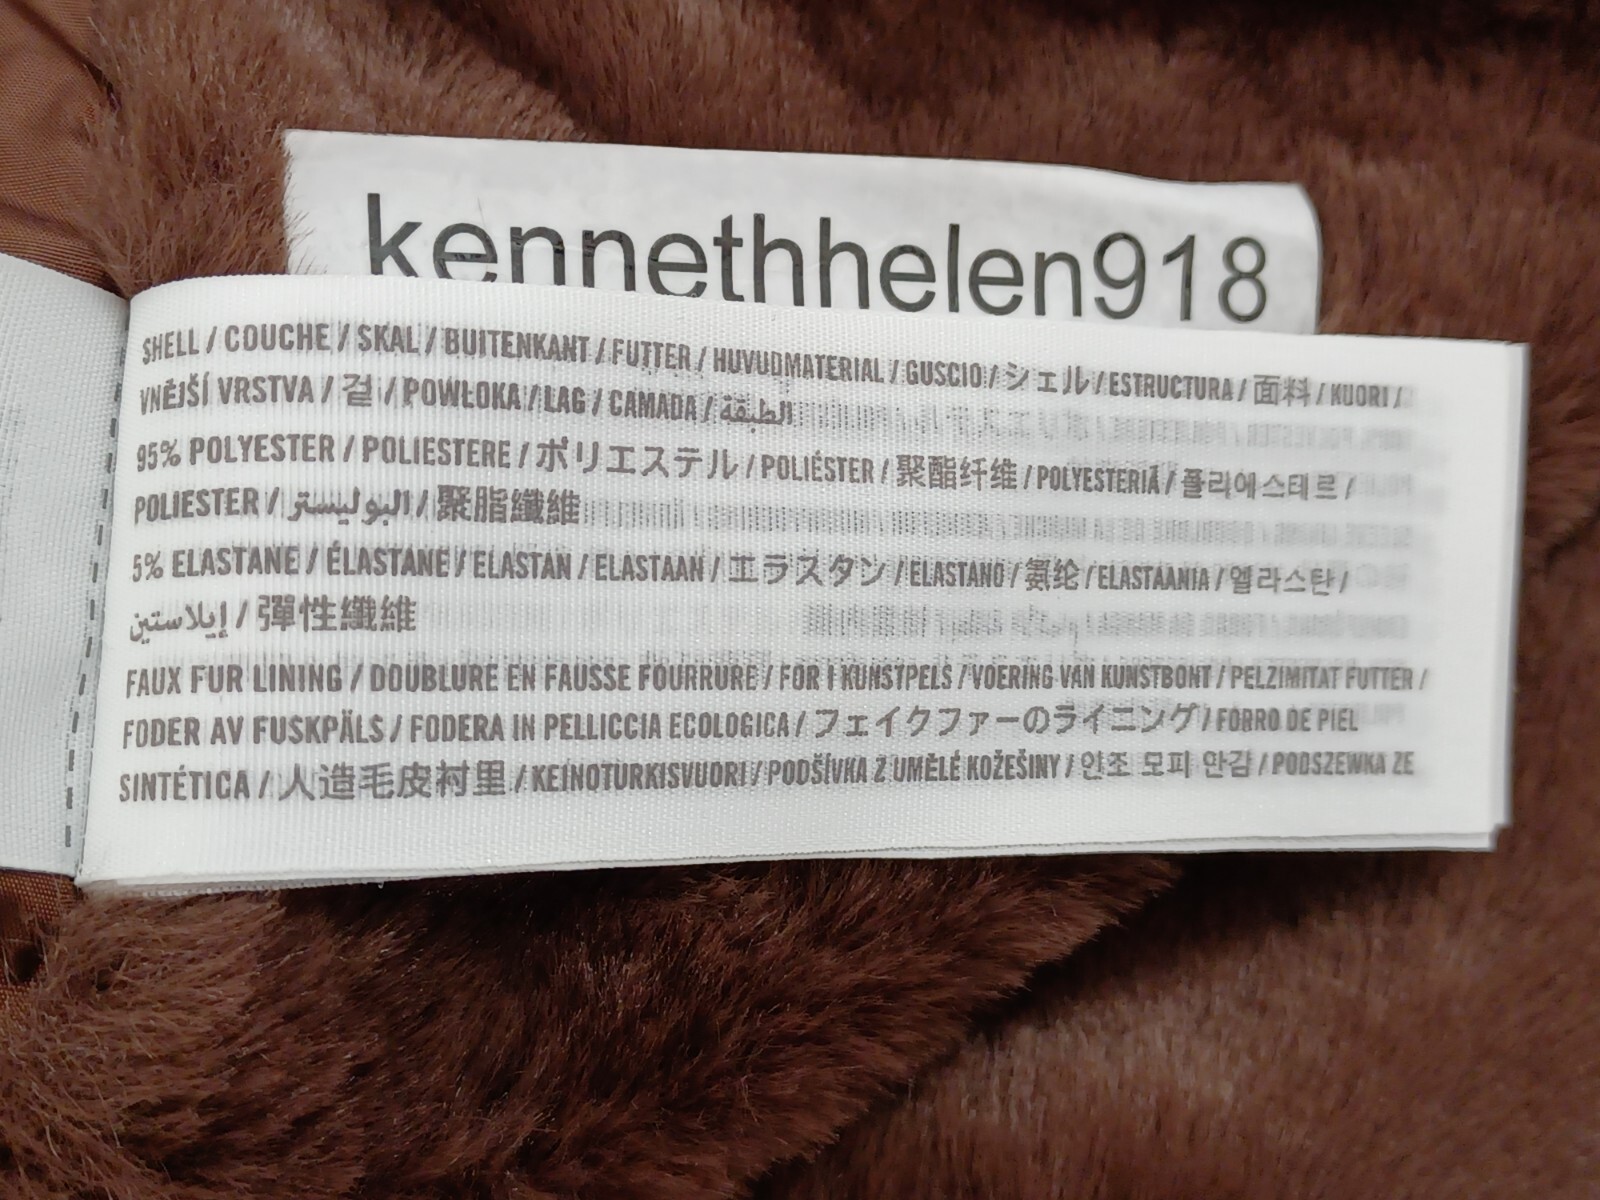 kennethhelen918
SHELL / COUCHE / SKAL / BUITENKANT / FUTTER / HUVUDMATERIAL / GUSCIO / シェル / ESTRUCTURA / 面料 / KUORI /
VNĚJŠÍ VRSTVA / 겉 / POWŁOKA / LAG / CAMADA / الطبقة
95% POLYESTER / POLIESTERE / ポリエステル / POLIÉSTER / 聚酯纤维 / POLYESTERIÄ / 폴리에스테르 /
POLIESTER / البوليستر / 聚脂纖維
5% ELASTANE / ÉLASTANE / ELASTAN / ELASTAAN / エラスタン / ELASTANO / 氨纶 / ELASTAANIA / 엘라스탄 /
إيلاستين / 彈性纖維
FAUX FUR LINING / DOUBLURE EN FAUSSE FOURRURE / FOR I KUNSTPELS / VOERING VAN KUNSTBONT / PELZIMITAT FUTTER /
FODER AV FUSKPÄLS / FODERA IN PELLICCIA ECOLOGICA / フェイクファーのライニング / FORRO DE PIEL
SINTÉTICA / 人造毛皮衬里 / KEINOTURKISVUORI / PODŠÍVKA Z UMĚLÉ KOŽEŠINY / 인조 모피 안감 / PODSZEWKA ZE